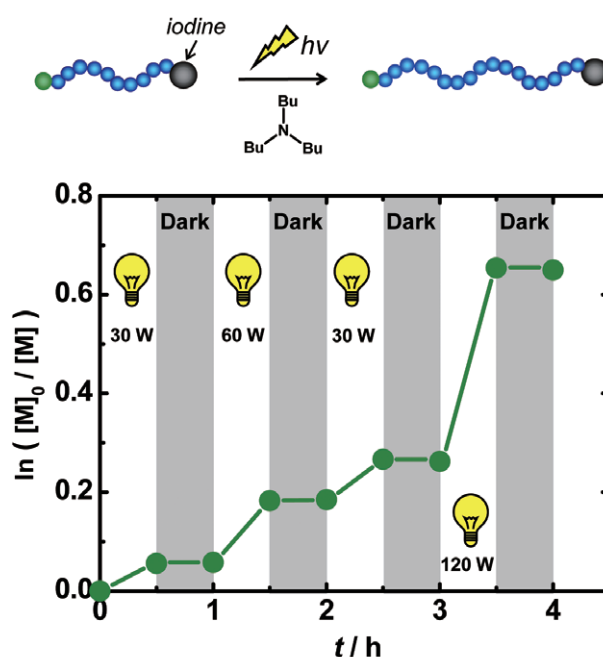 iodine
hν
Bu
N
Bu Bu
0.8
Dark Dark Dark Dark
0.6
30 W 60 W 30 W
0.4
0.2
120 W
0.0
0 1 2 3 4
ln ( [M]0 / [M] )
t / h